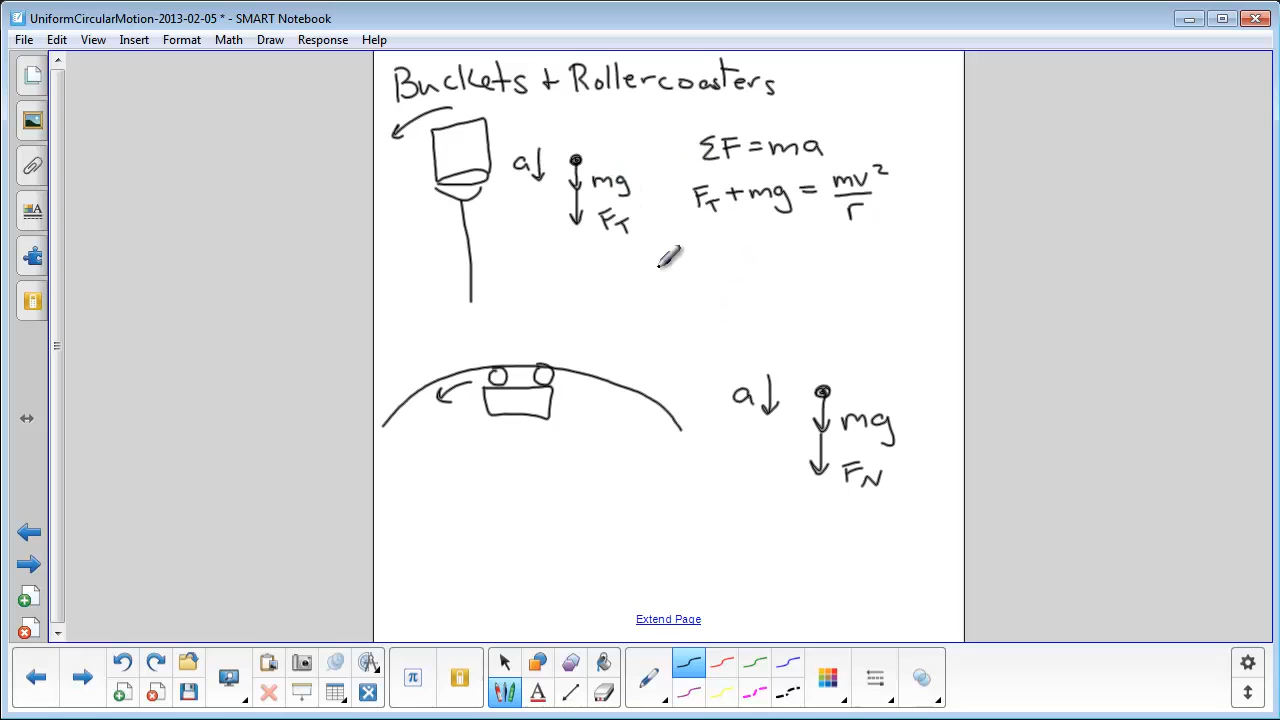 UniformCircularMotion-2013-02-05 * - SMART Notebook
File Edit View Insert Format Math Draw Response Help
Buckets + Rollercoasters
a↓ mg
F_T
ΣF = ma
F_T + mg = mv²/r
a↓ mg
F_N
Extend Page
π
A